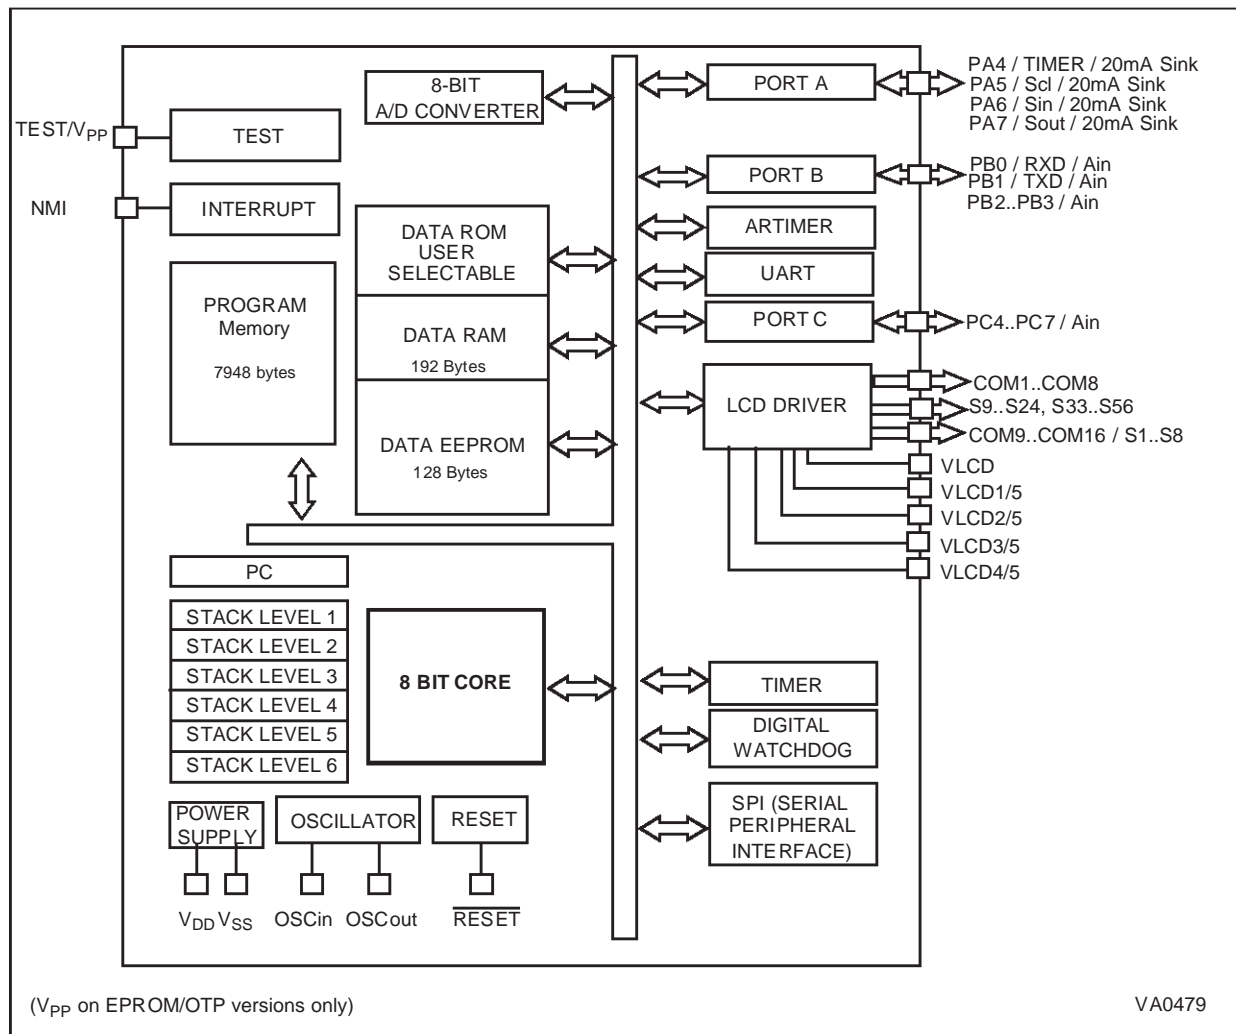 TEST/VPP
NMI
TEST
INTERRUPT
PROGRAM
Memory
7948 bytes
8-BIT
A/D CONVERTER
DATA ROM
USER
SELECTABLE
DATA RAM
192 Bytes
DATA EEPROM
128 Bytes
PC
STACK LEVEL 1
STACK LEVEL 2
STACK LEVEL 3
STACK LEVEL 4
STACK LEVEL 5
STACK LEVEL 6
8 BIT CORE
POWER
SUPPLY
OSCILLATOR
RESET
VDD VSS
OSCin
OSCout
RESET
PORT A
PORT B
ARTIMER
UART
PORT C
LCD DRIVER
TIMER
DIGITAL
WATCHDOG
SPI (SERIAL
PERIPHERAL
INTERFACE)
PA4 / TIMER / 20mA Sink
PA5 / Scl / 20mA Sink
PA6 / Sin / 20mA Sink
PA7 / Sout / 20mA Sink
PB0 / RXD / Ain
PB1 / TXD / Ain
PB2..PB3 / Ain
PC4..PC7 / Ain
COM1..COM8
S9..S24, S33..S56
COM9..COM16 / S1..S8
VLCD
VLCD1/5
VLCD2/5
VLCD3/5
VLCD4/5
(VPP on EPROM/OTP versions only)
VA0479